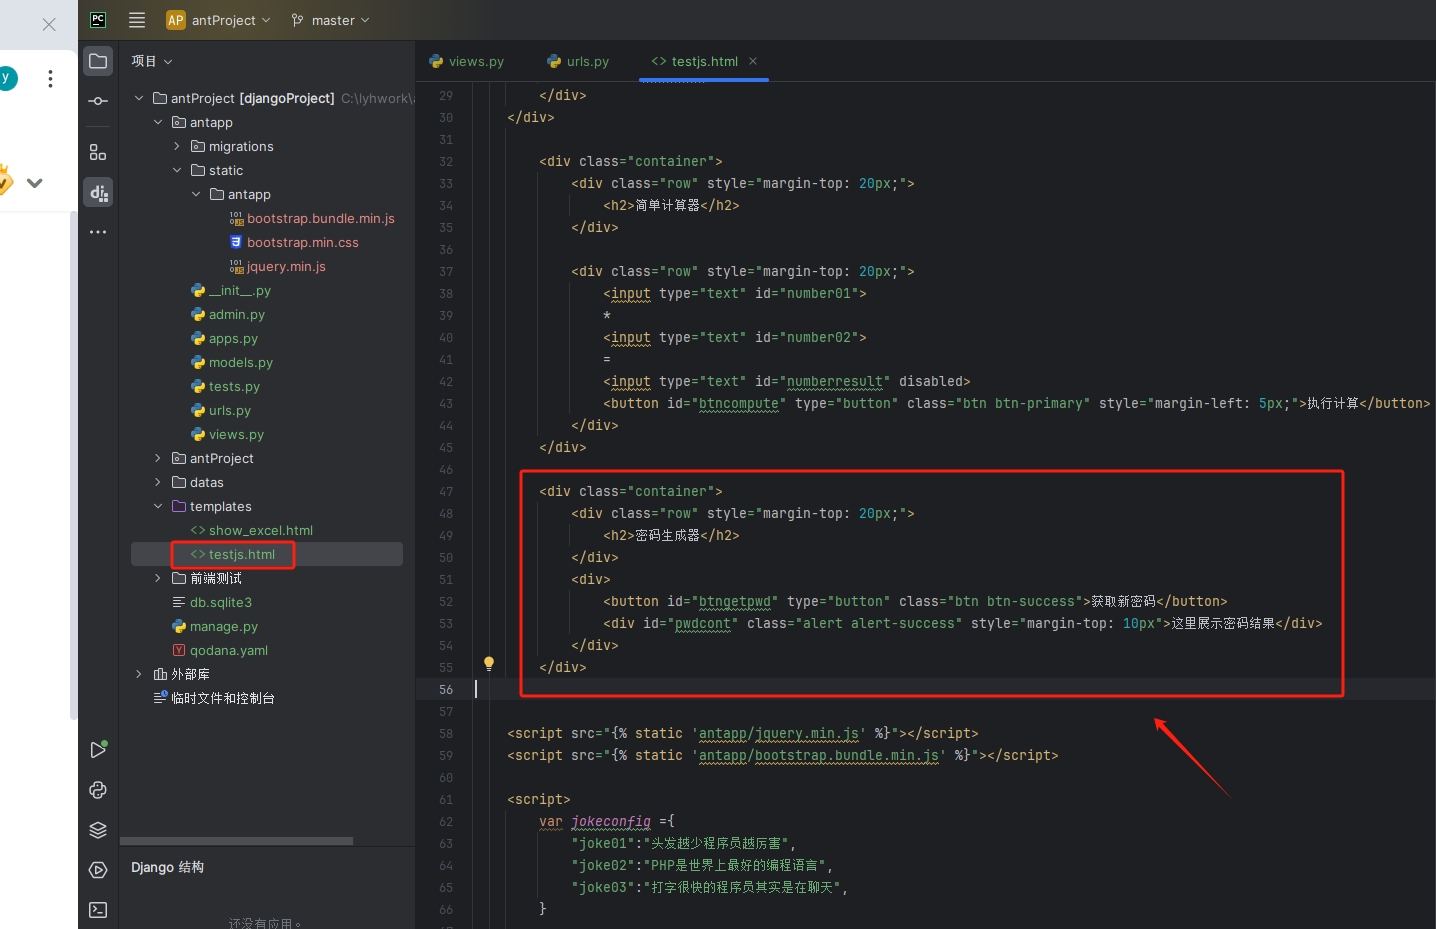 y
PC
AP antProject
master
项目
antProject [djangoProject] C:\lyhwork\
antapp
migrations
static
antapp
bootstrap.bundle.min.js
bootstrap.min.css
jquery.min.js
__init__.py
admin.py
apps.py
models.py
tests.py
urls.py
views.py
antProject
datas
templates
show_excel.html
testjs.html
前端测试
db.sqlite3
manage.py
qodana.yaml
外部库
临时文件和控制台
Django 结构
还没有应用。
views.py
urls.py
testjs.html
29 </div>
30 </div>
31
32 <div class="container">
33 <div class="row" style="margin-top: 20px;">
34 <h2>简单计算器</h2>
35 </div>
36
37 <div class="row" style="margin-top: 20px;">
38 <input type="text" id="number01">
39 *
40 <input type="text" id="number02">
41 =
42 <input type="text" id="numberresult" disabled>
43 <button id="btncompute" type="button" class="btn btn-primary" style="margin-left: 5px;">执行计算</button>
44 </div>
45 </div>
46
47 <div class="container">
48 <div class="row" style="margin-top: 20px;">
49 <h2>密码生成器</h2>
50 </div>
51 <div>
52 <button id="btngetpwd" type="button" class="btn btn-success">获取新密码</button>
53 <div id="pwdcont" class="alert alert-success" style="margin-top: 10px">这里展示密码结果</div>
54 </div>
55 </div>
56
57
58 <script src="{% static 'antapp/jquery.min.js' %}"></script>
59 <script src="{% static 'antapp/bootstrap.bundle.min.js' %}"></script>
60
61 <script>
62 var jokeconfig ={
63 "joke01":"头发越少程序员越厉害",
64 "joke02":"PHP是世界上最好的编程语言",
65 "joke03":"打字很快的程序员其实是在聊天",
66 }